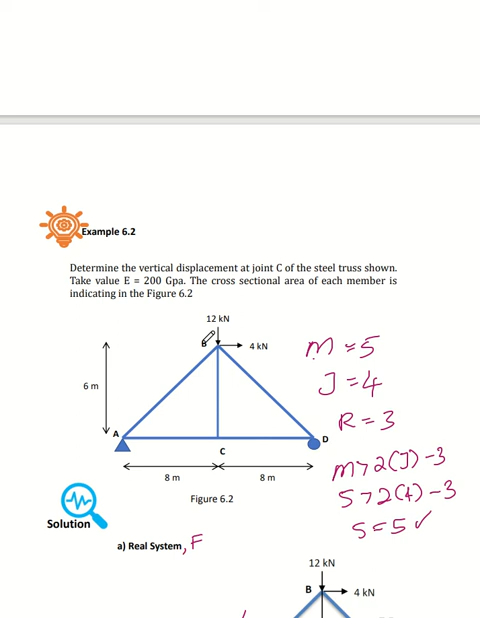 Example 6.2
Determine the vertical displacement at joint C of the steel truss shown.
Take value E = 200 Gpa. The cross sectional area of each member is
indicating in the Figure 6.2
12 kN
B
4 kN
6 m
A
D
C
8 m
8 m
Figure 6.2
m = 5
J = 4
R = 3
m > 2(J) - 3
5 > 2(4) - 3
5 = 5 ✓
Solution
a) Real System, F
12 kN
B
4 kN